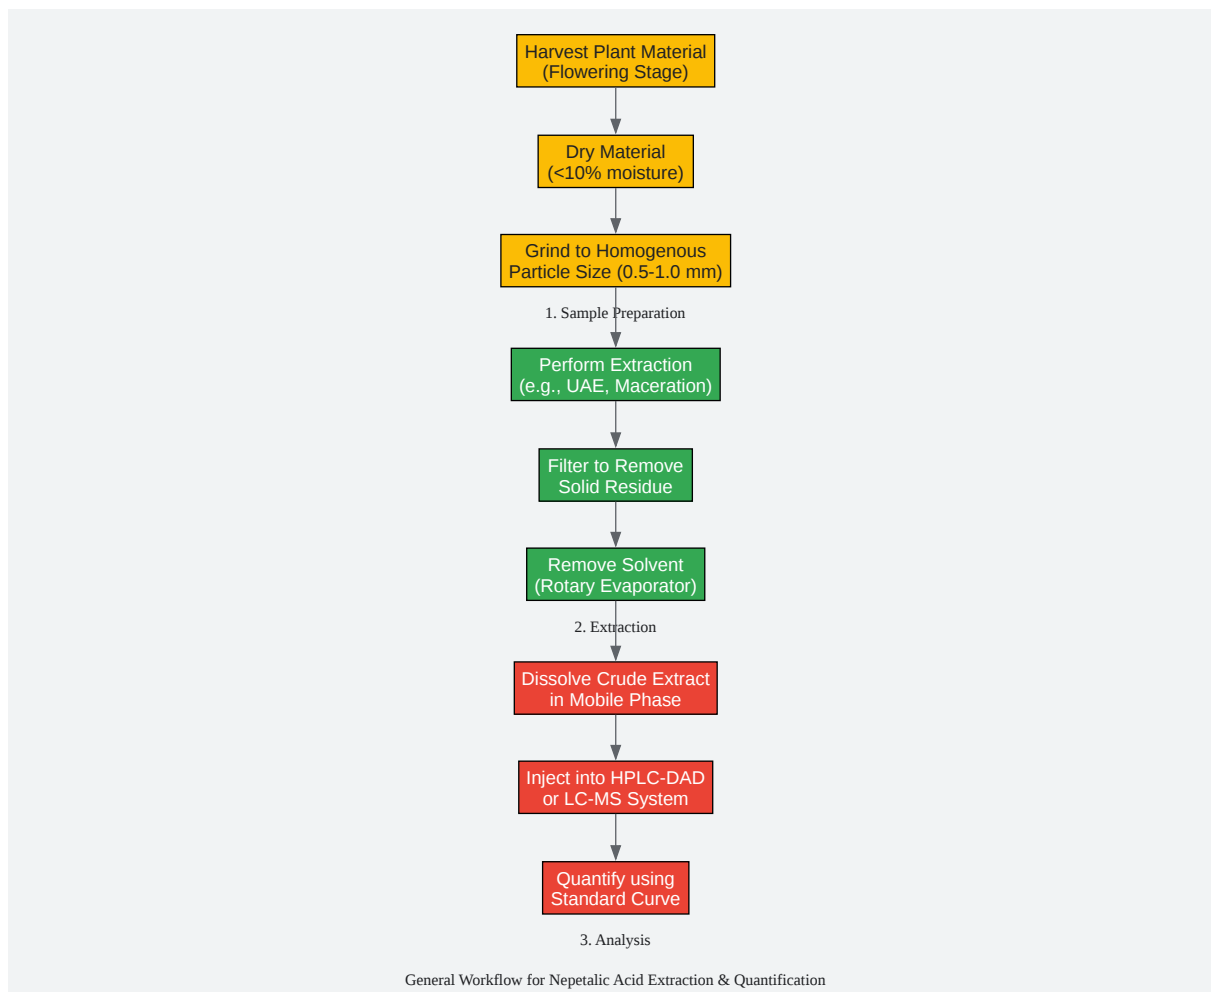 Harvest Plant Material
(Flowering Stage)
Dry Material
(<10% moisture)
Grind to Homogenous
Particle Size (0.5-1.0 mm)
1. Sample Preparation
Perform Extraction
(e.g., UAE, Maceration)
Filter to Remove
Solid Residue
Remove Solvent
(Rotary Evaporator)
2. Extraction
Dissolve Crude Extract
in Mobile Phase
Inject into HPLC-DAD
or LC-MS System
Quantify using
Standard Curve
3. Analysis
General Workflow for Nepetalic Acid Extraction & Quantification